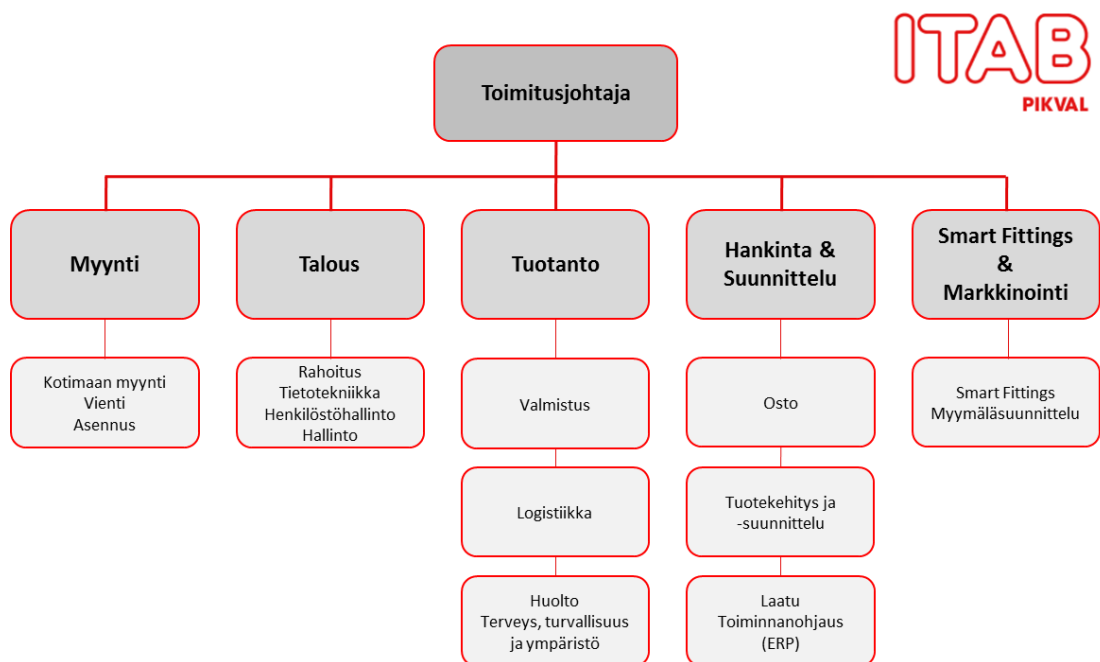 ITAB
PIKVAL
Toimitusjohtaja
Myynti
Kotimaan myynti
Vienti
Asennus
Talous
Rahoitus
Tietotekniikka
Henkilöstöhallinto
Hallinto
Tuotanto
Valmistus
Logistiikka
Huolto
Terveys, turvallisuus
ja ympäristö
Hankinta &
Suunnittelu
Osto
Tuotekehitys ja
-suunnittelu
Laatu
Toiminnanohjaus
(ERP)
Smart Fittings
&
Markkinointi
Smart Fittings
Myymäläsuunnittelu